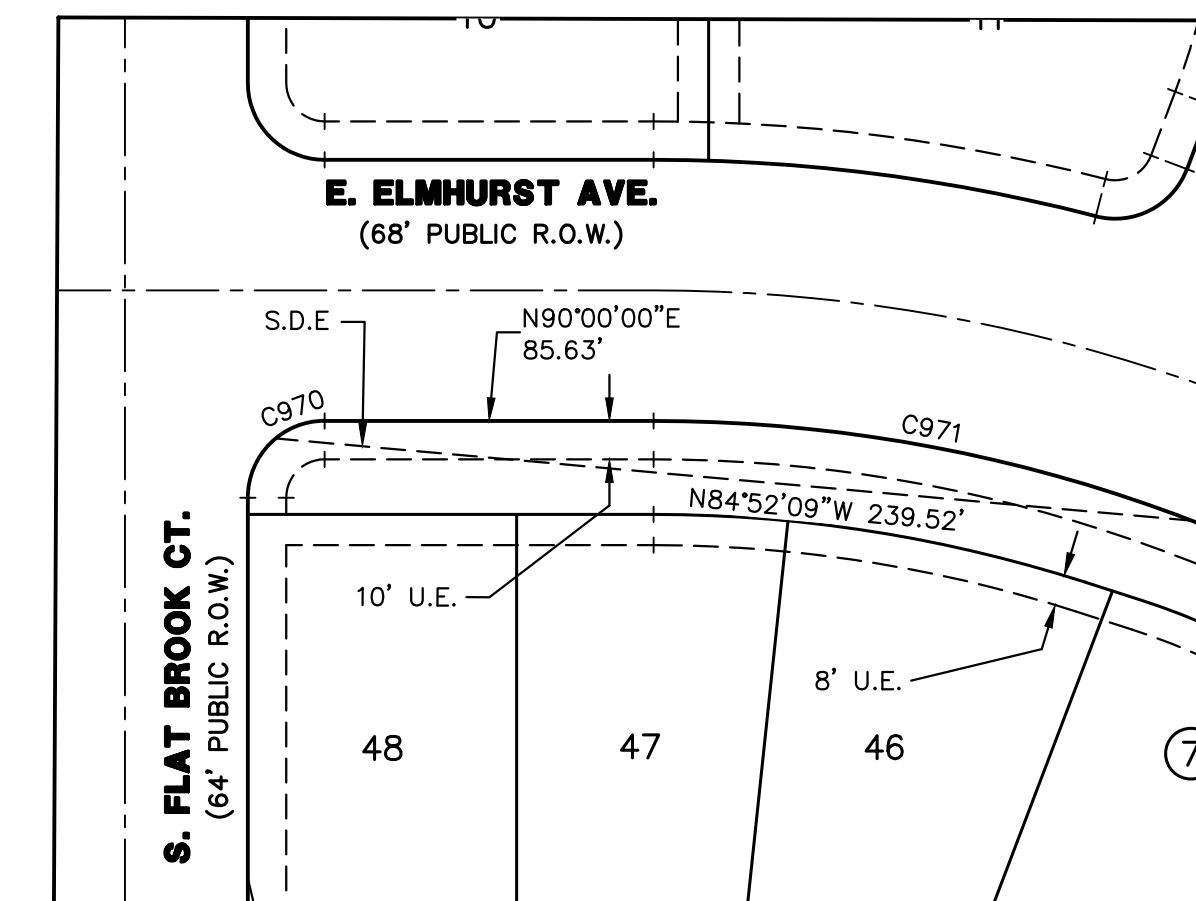 E. ELMHURST AVE.
(68' PUBLIC R.O.W.)
S.D.E
N90°00'00"E
85.63'
C970
C971
N84°52'09"W 239.52'
10' U.E.
8' U.E.
S. FLAT BROOK CT.
(64' PUBLIC R.O.W.)
48
47
46
7